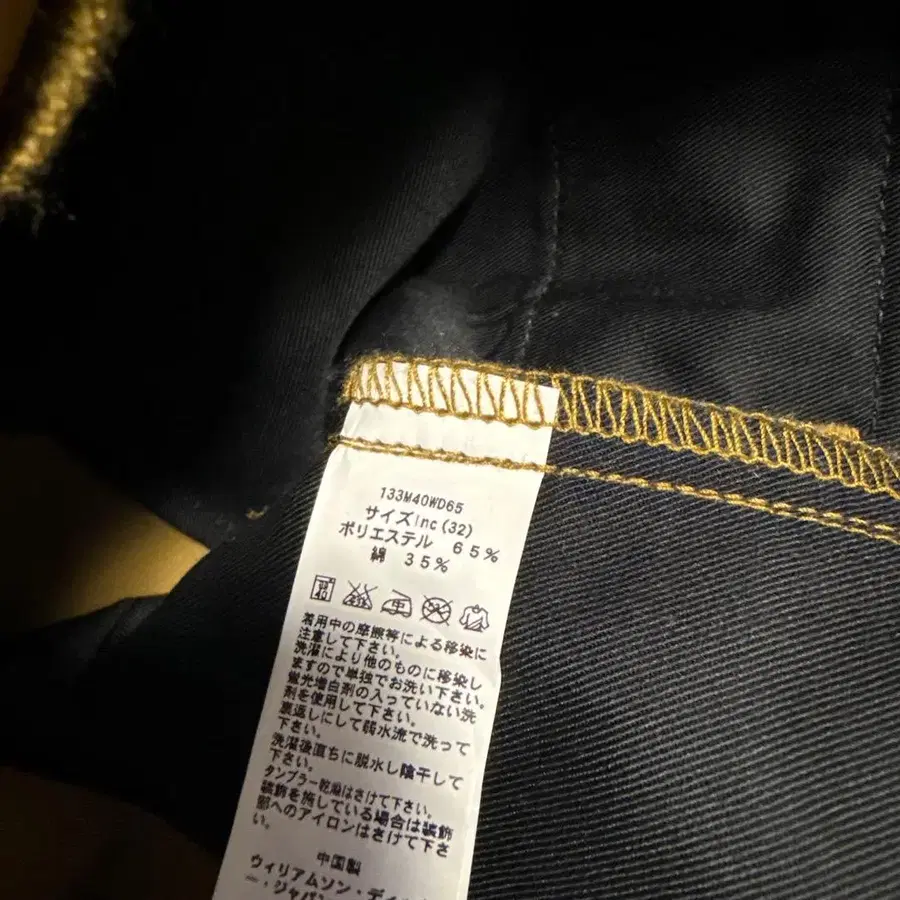 133M40WD65
サイズinc(32)
ポリエステル 65%
綿 35%
着用中の摩擦等による移染に
注意して下さい。
洗濯により他のものに移染し
ますので単独でお洗い下さい。
蛍光増白剤の入っていない洗
剤を使用して下さい。
裏返しにして弱水流で洗って
下さい。
洗濯後直ちに脱水し陰干して
下さい。
タンブラー乾燥はさけて下さい。
装飾を施している場合は装飾
部へのアイロンはさけて下さ
い。
中国製
ウィリアムソン・ディ
ー・ジャパン